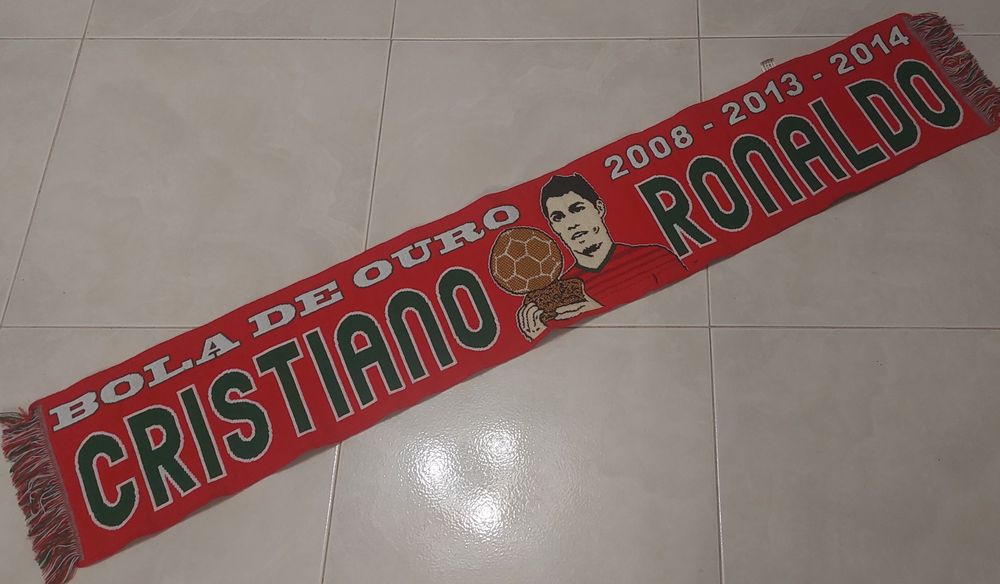 BOLA DE OURO 2008 - 2013 - 2014
CRISTIANO RONALDO